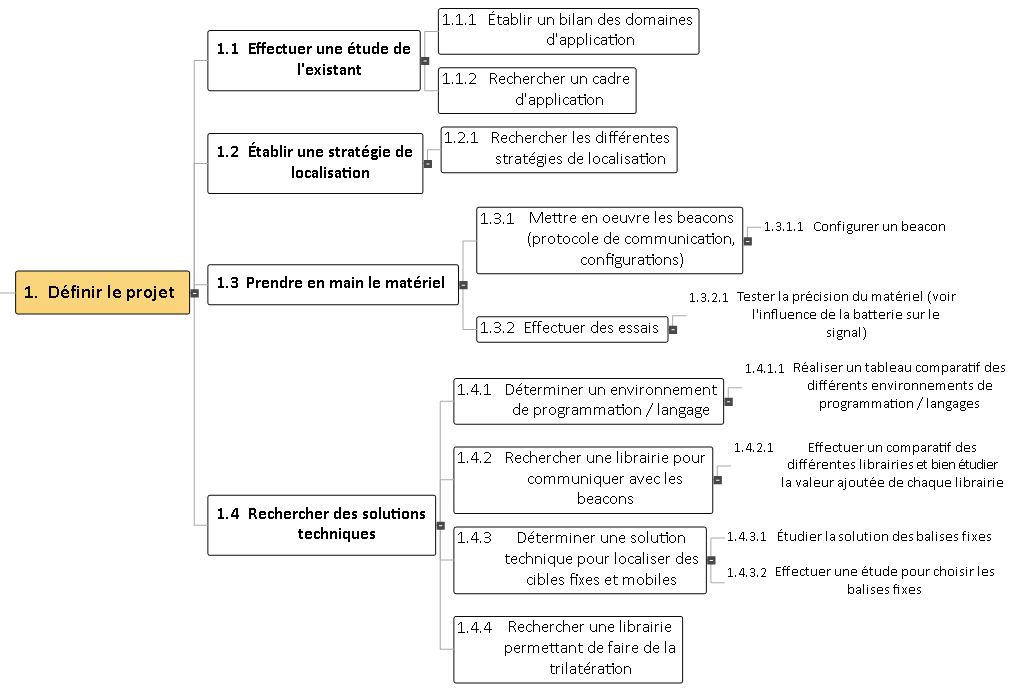 1. Définir le projet
1.1 Effectuer une étude de
l'existant
1.1.1 Établir un bilan des domaines
d'application
1.1.2 Rechercher un cadre
d'application
1.2 Établir une stratégie de
localisation
1.2.1 Rechercher les différentes
stratégies de localisation
1.3 Prendre en main le matériel
1.3.1 Mettre en oeuvre les beacons
(protocole de communication,
configurations)
1.3.1.1 Configurer un beacon
1.3.2 Effectuer des essais
1.3.2.1 Tester la précision du matériel (voir
l'influence de la batterie sur le
signal)
1.4 Rechercher des solutions
techniques
1.4.1 Déterminer un environnement
de programmation / langage
1.4.1.1 Réaliser un tableau comparatif des
différents environnements de
programmation / langages
1.4.2 Rechercher une librairie pour
communiquer avec les
beacons
1.4.2.1 Effectuer un comparatif des
différentes librairies et bien étudier
la valeur ajoutée de chaque librairie
1.4.3 Déterminer une solution
technique pour localiser des
cibles fixes et mobiles
1.4.3.1 Étudier la solution des balises fixes
1.4.3.2 Effectuer une étude pour choisir les
balises fixes
1.4.4 Rechercher une librairie
permettant de faire de la
trilatération